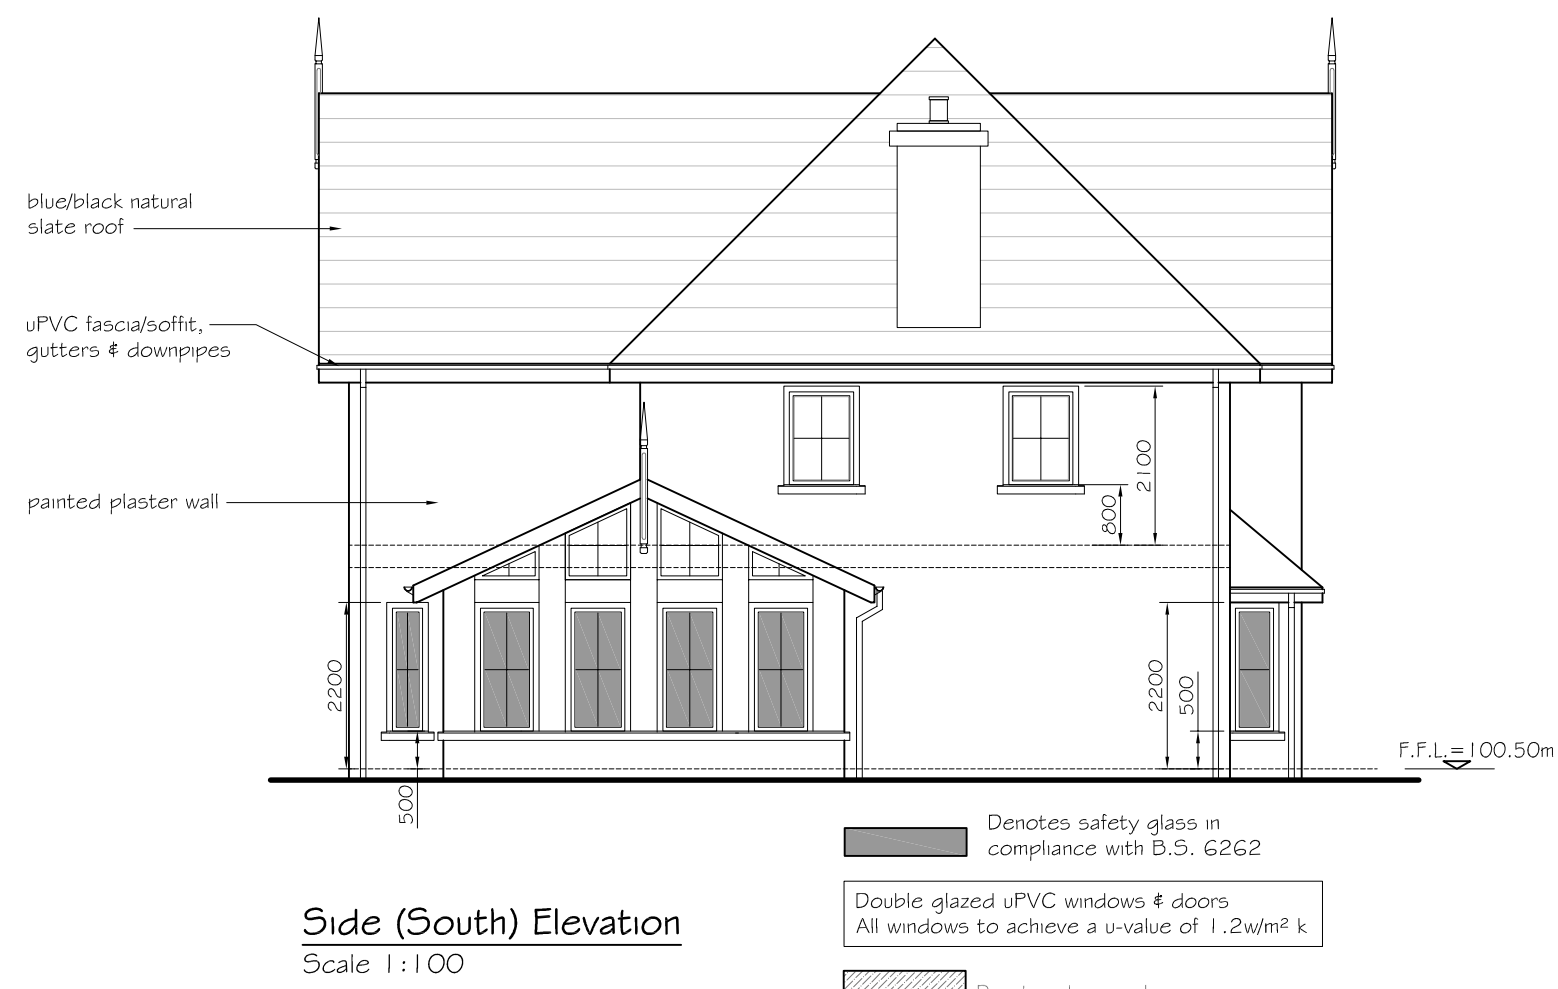 blue/black natural
slate roof
uPVC fascia/soffit,
gutters & downpipes
painted plaster wall
2100
800
2200
500
2200
500
F.F.L.=100.50m
Denotes safety glass in
compliance with B.S. 6262
Double glazed uPVC windows & doors
All windows to achieve a u-value of 1.2w/m² k
Side (South) Elevation
Scale 1:100